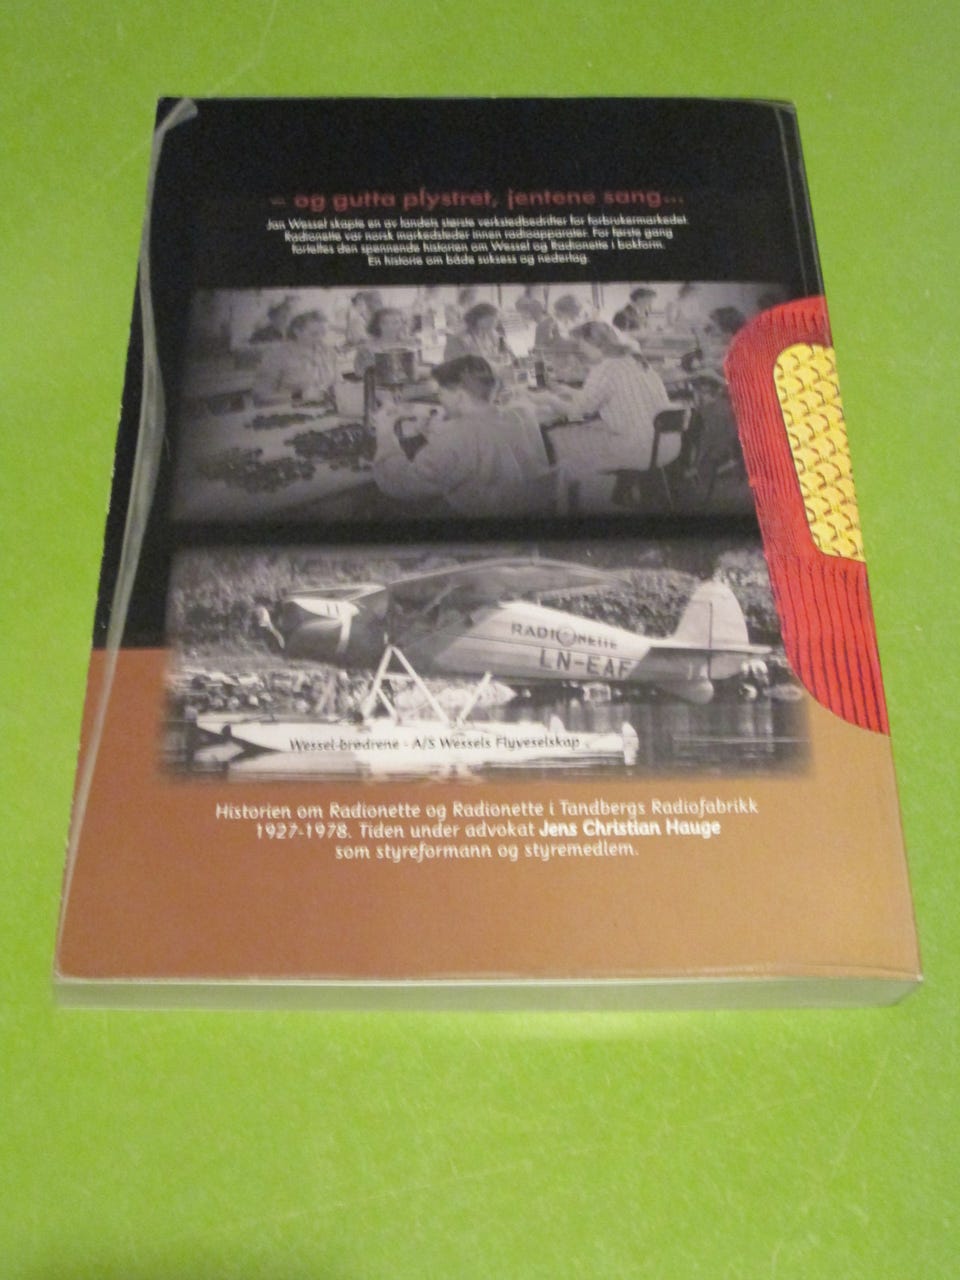 – og gutta plystret, jentene sang...
Jan Wessel skapte en av landets største verkstedbedrifter for forbrukermarkedet.
Radionette var norsk markedsleder innen radioapparater. For første gang
fortelles den spennende historien om Wessel og Radionette i bokform.
En historie om både suksess og nederlag.
RADIONETTE
LN-EAF
Wessel-brødrene - A/S Wessels Flyveselskap
Historien om Radionette og Radionette i Tandbergs Radiofabrikk
1927-1978. Tiden under advokat Jens Christian Hauge
som styreformann og styremedlem.